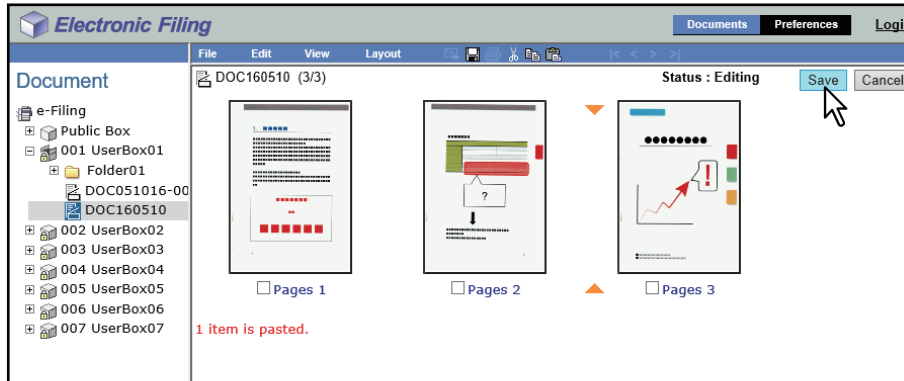 Electronic Filing
Documents
Preferences
Logi
File
Edit
View
Layout
|< < > >|
Document
DOC160510 (3/3)
Status : Editing
Save
Cancel
e-Filing
Public Box
001 UserBox01
Folder01
DOC051016-00
DOC160510
002 UserBox02
003 UserBox03
004 UserBox04
005 UserBox05
006 UserBox06
007 UserBox07
1
?
!
Pages 1
Pages 2
Pages 3
1 item is pasted.